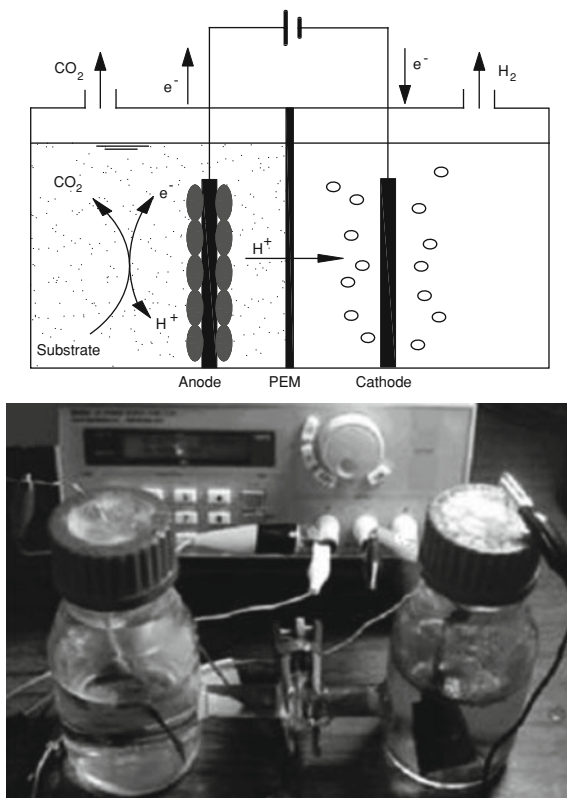 CO2
e-
e-
H2
CO2
e-
H+
H+
Substrate
Anode PEM Cathode